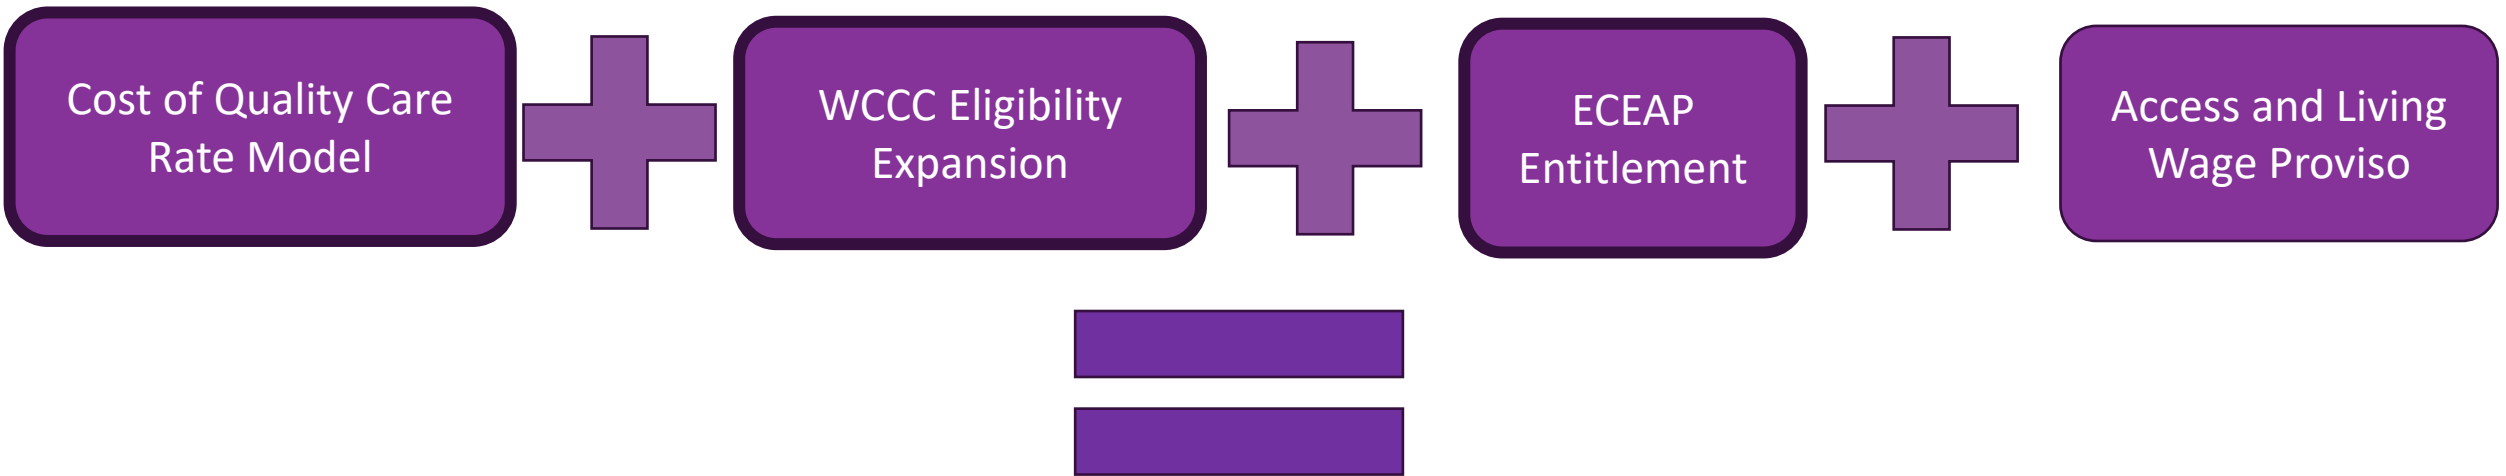 Cost of Quality Care
Rate Model
WCCC Eligibility
Expansion
ECEAP
Entitlement
Access and Living
Wage Proviso